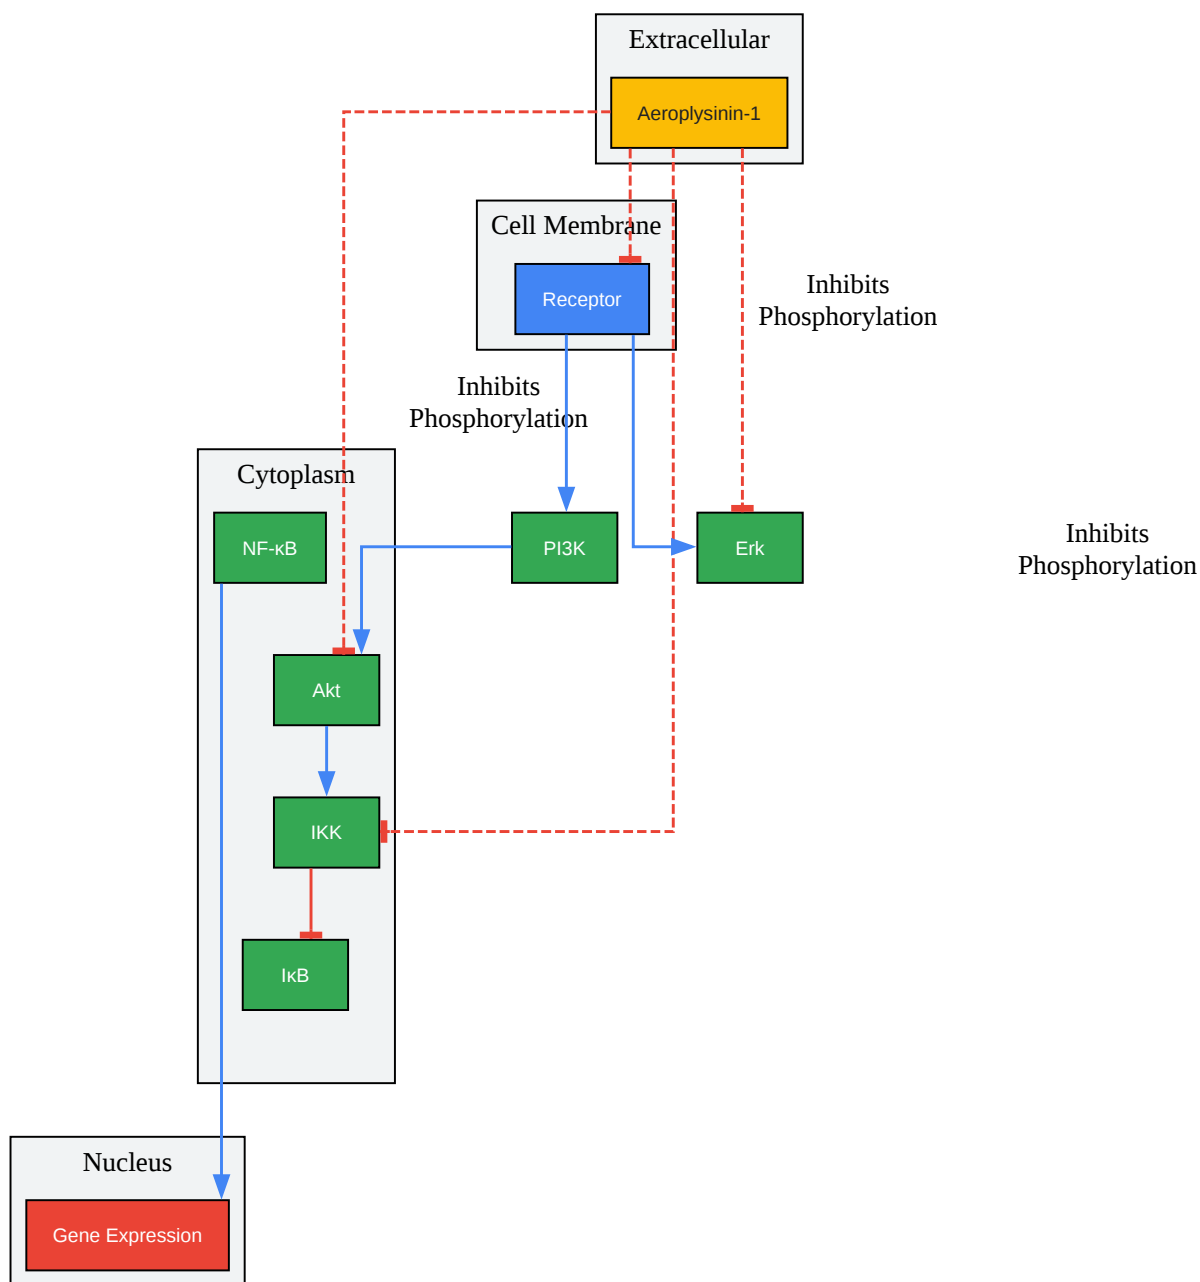 Extracellular
Aeroplysinin-1
Cell Membrane
Receptor
Inhibits
Phosphorylation
Inhibits
Phosphorylation
Cytoplasm
NF-κB
PI3K
Erk
Inhibits
Phosphorylation
Akt
IKK
IκB
Nucleus
Gene Expression